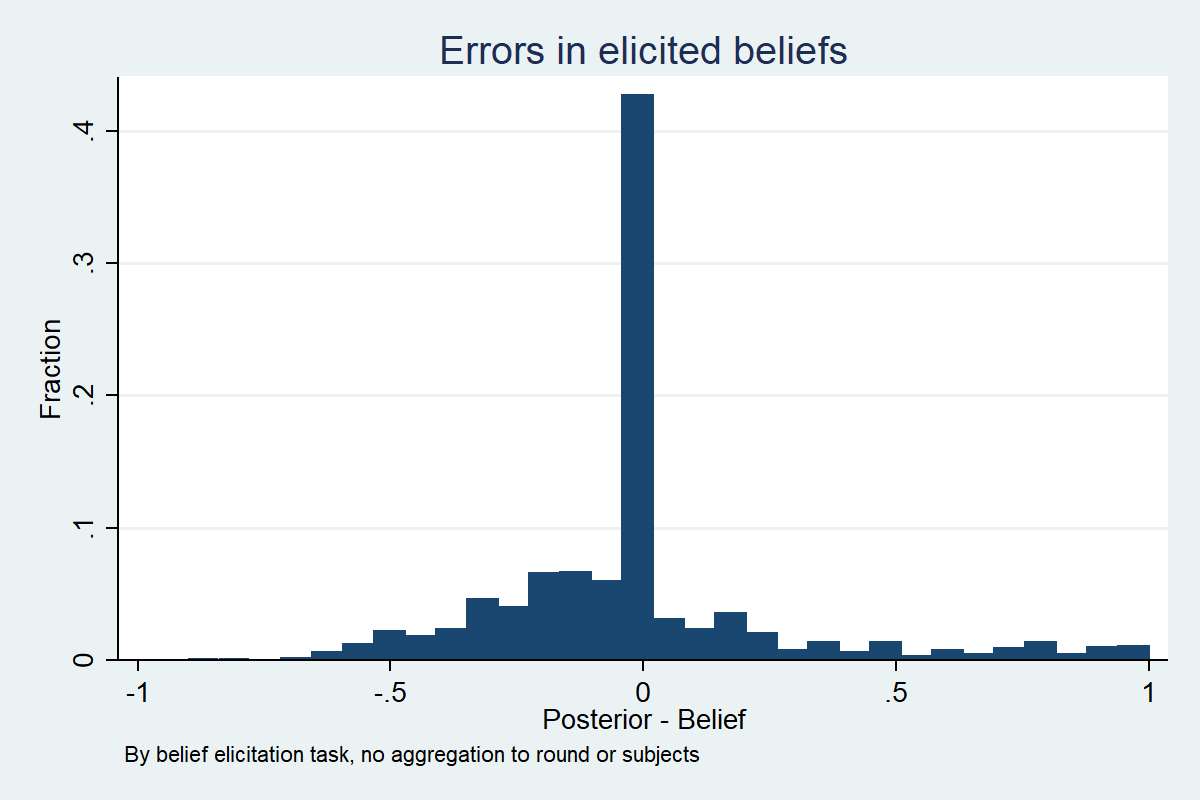 Errors in elicited beliefs
Fraction
.4
.3
.2
.1
0
-1 -.5 0 .5 1
Posterior - Belief
By belief elicitation task, no aggregation to round or subjects